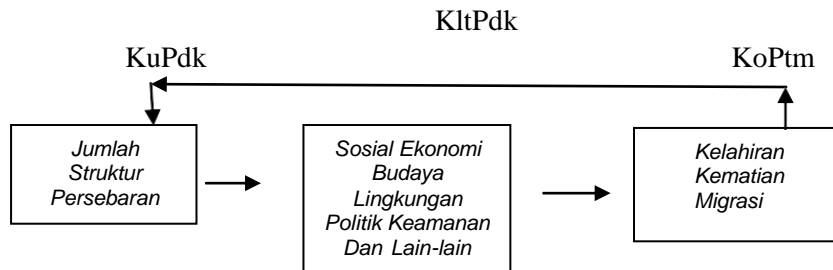 KltPdk
KuPdk
KoPtm
Jumlah
Struktur
Persebaran
Sosial Ekonomi
Budaya
Lingkungan
Politik Keamanan
Dan Lain-lain
Kelahiran
Kematian
Migrasi